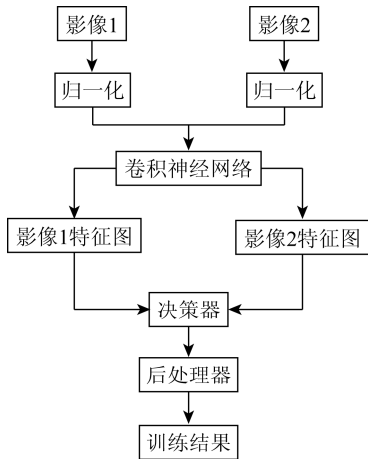 影像1
影像2
归一化
归一化
卷积神经网络
影像1特征图
影像2特征图
决策器
后处理器
训练结果